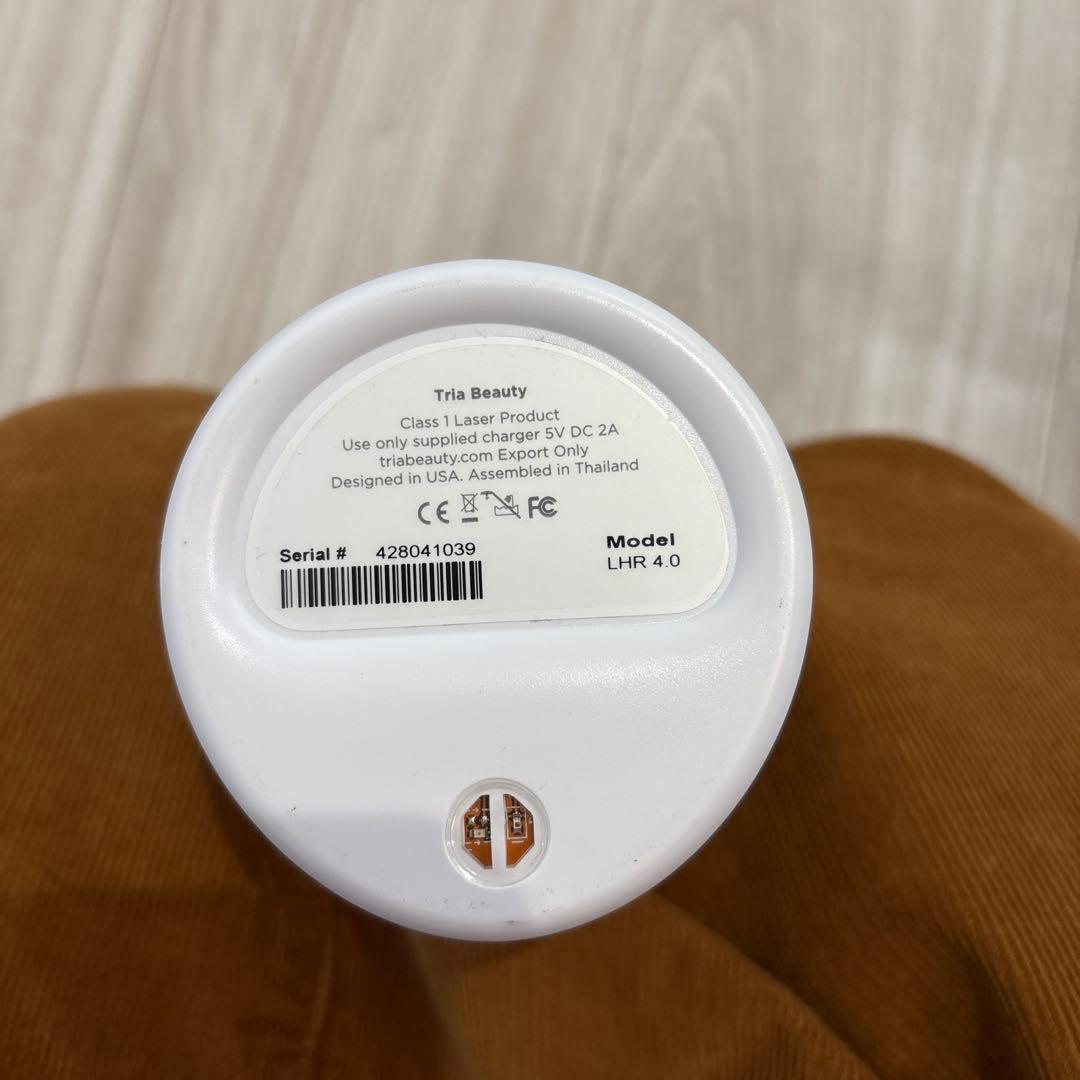 Tria Beauty
Class 1 Laser Product
Use only supplied charger 5V DC 2A
triabeauty.com Export Only
Designed in USA. Assembled in Thailand
CE FC
Serial # 428041039
Model
LHR 4.0